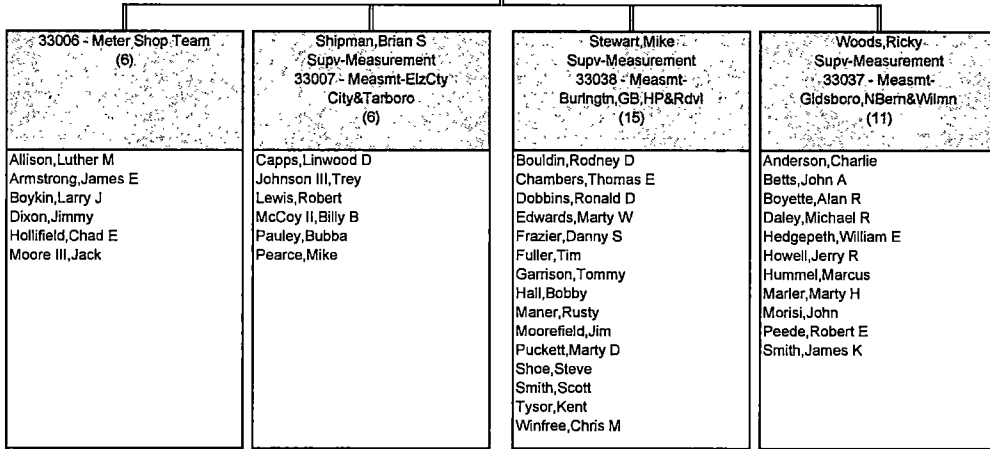 33006 - Meter Shop Team
(6)
Allison,Luther M
Armstrong,James E
Boykin,Larry J
Dixon,Jimmy
Hollifield,Chad E
Moore III,Jack
Shipman,Brian S
Supv-Measurement
33007 - Measmt-ElzCty
City&Tarboro
(6)
Capps,Linwood D
Johnson III,Trey
Lewis,Robert
McCoy II,Billy B
Pauley,Bubba
Pearce,Mike
Stewart,Mike
Supv-Measurement
33038 - Measmt-
Burlngtn,GB,HP&Rdvl
(15)
Bouldin,Rodney D
Chambers,Thomas E
Dobbins,Ronald D
Edwards,Marty W
Frazier,Danny S
Fuller,Tim
Garrison,Tommy
Hall,Bobby
Maner,Rusty
Moorefield,Jim
Puckett,Marty D
Shoe,Steve
Smith,Scott
Tysor,Kent
Winfree,Chris M
Woods,Ricky
Supv-Measurement
33037 - Measmt-
Gldsboro,NBern&Wilmn
(11)
Anderson,Charlie
Betts,John A
Boyette,Alan R
Daley,Michael R
Hedgepeth,William E
Howell,Jerry R
Hummel,Marcus
Marler,Marty H
Morisi,John
Peede,Robert E
Smith,James K